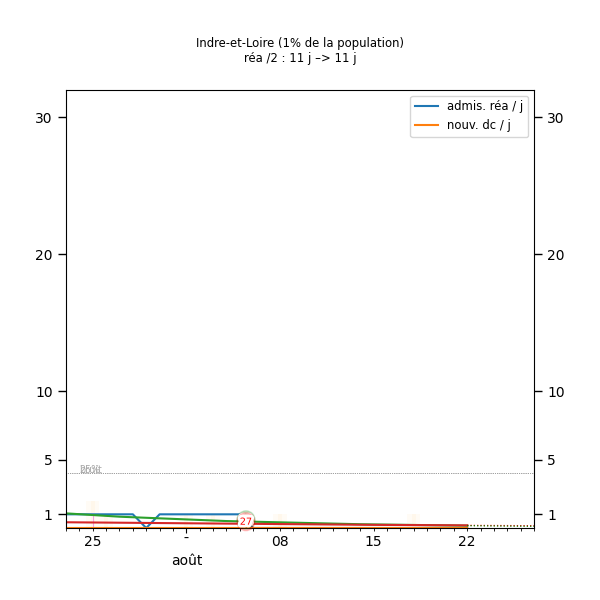 Indre-et-Loire (1% de la population)
réa /2 : 11 j –> 11 j
admis. réa / j
nouv. dc / j
30 30
20 20
10 10
5 5
1 1
27
25 - 08 15 22
août